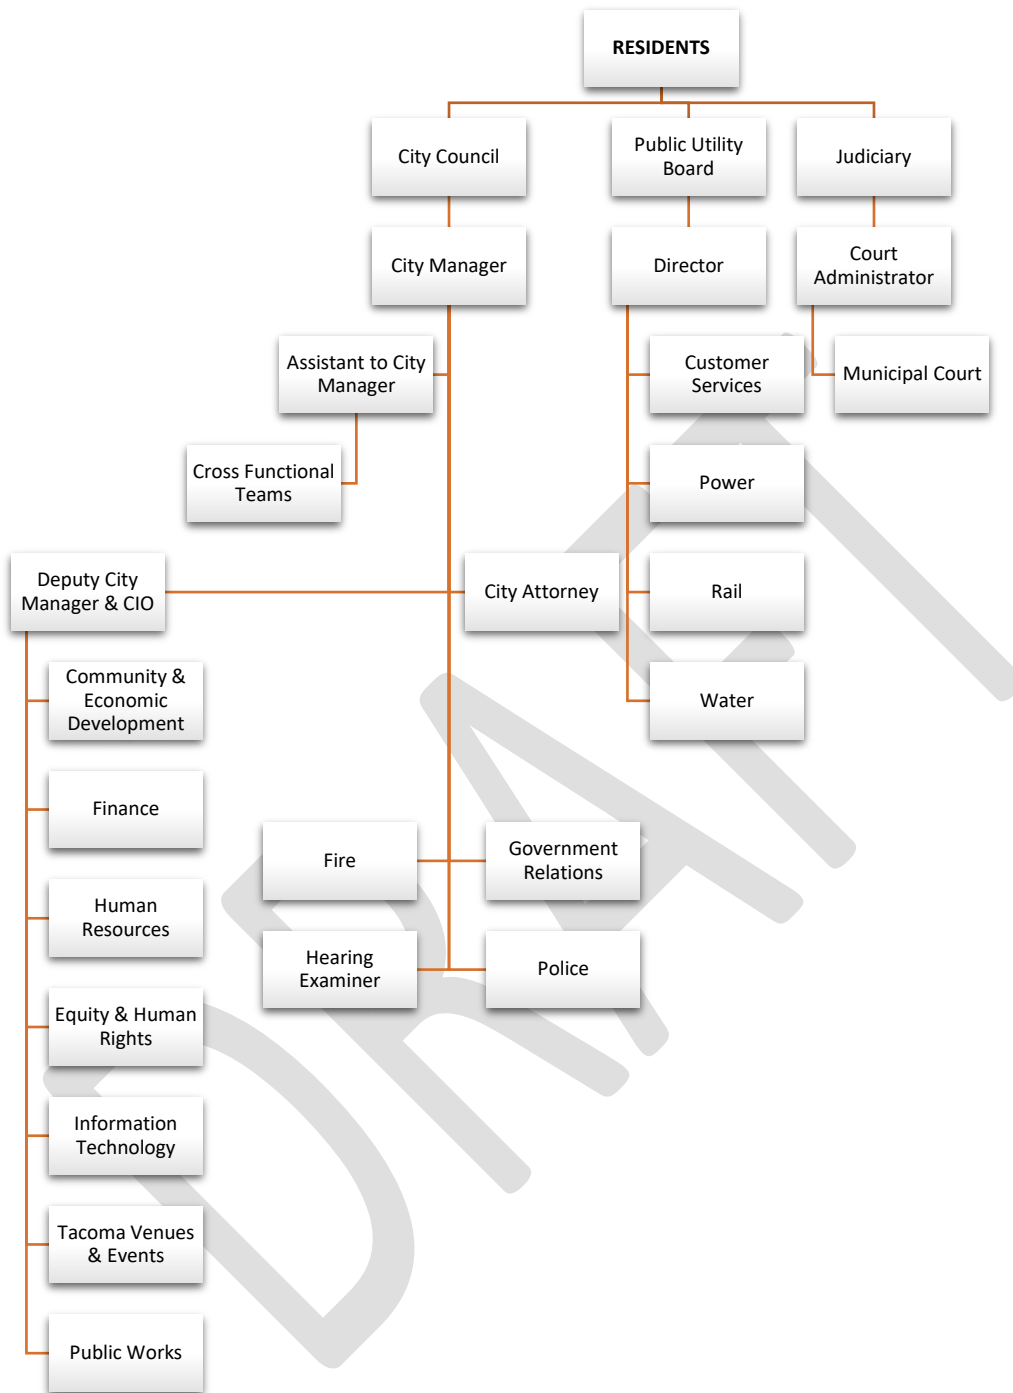 RESIDENTS
City Council
Public Utility
Board
Judiciary
City Manager
Director
Court
Administrator
Assistant to City
Manager
Customer
Services
Municipal Court
Cross Functional
Teams
Power
Deputy City
Manager & CIO
City Attorney
Rail
Community &
Economic
Development
Water
Finance
Fire
Government
Relations
Human
Resources
Hearing
Examiner
Police
Equity & Human
Rights
Information
Technology
Tacoma Venues
& Events
Public Works
DRAFT